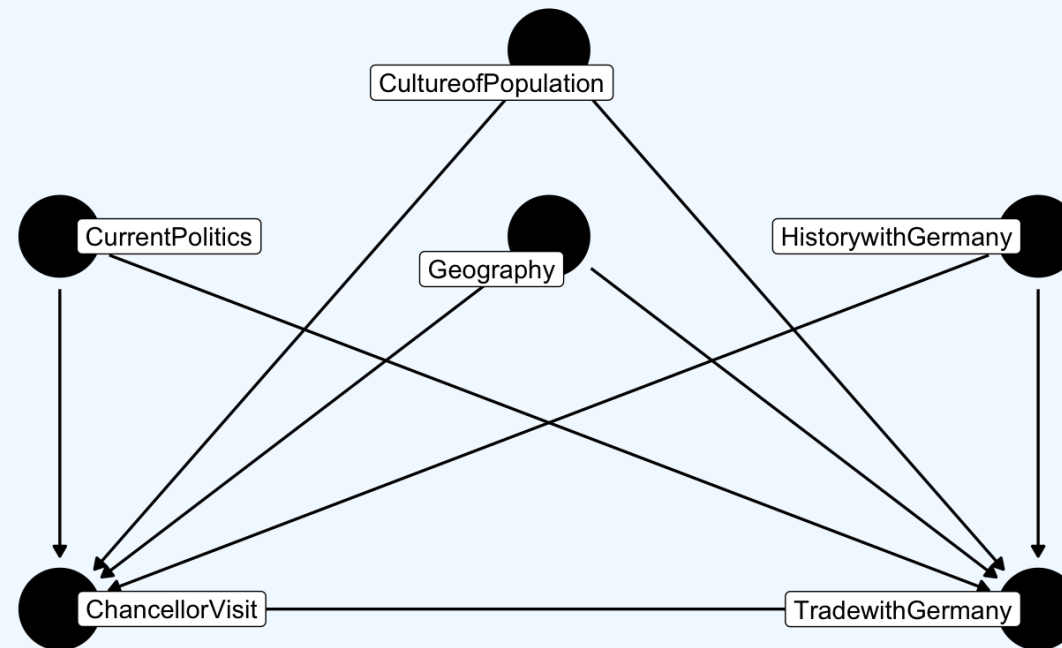 CultureofPopulation
CurrentPolitics
HistorywithGermany
Geography
ChancellorVisit
TradewithGermany